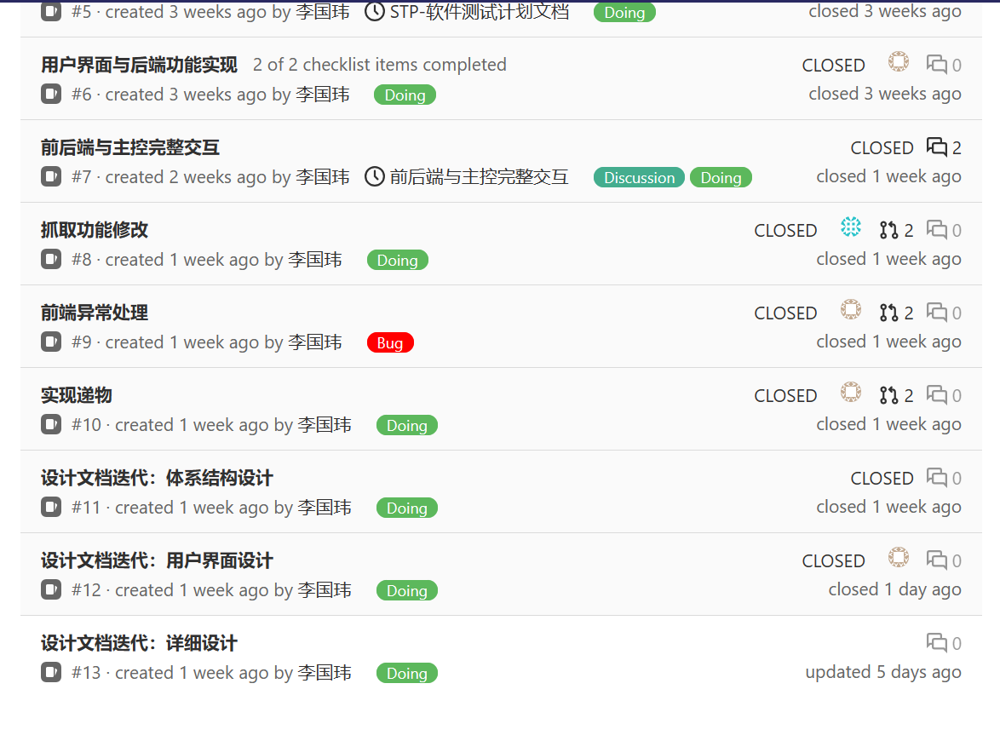 #5 · created 3 weeks ago by 李国玮 STP-软件测试计划文档 Doing closed 3 weeks ago
用户界面与后端功能实现 2 of 2 checklist items completed CLOSED 0
#6 · created 3 weeks ago by 李国玮 Doing closed 3 weeks ago
前后端与主控完整交互 CLOSED 2
#7 · created 2 weeks ago by 李国玮 前后端与主控完整交互 Discussion Doing closed 1 week ago
抓取功能修改 CLOSED 2 0
#8 · created 1 week ago by 李国玮 Doing closed 1 week ago
前端异常处理 CLOSED 2 0
#9 · created 1 week ago by 李国玮 Bug closed 1 week ago
实现递物 CLOSED 2 0
#10 · created 1 week ago by 李国玮 Doing closed 1 week ago
设计文档迭代：体系结构设计 CLOSED 0
#11 · created 1 week ago by 李国玮 Doing closed 1 week ago
设计文档迭代：用户界面设计 CLOSED 0
#12 · created 1 week ago by 李国玮 Doing closed 1 day ago
设计文档迭代：详细设计 0
#13 · created 1 week ago by 李国玮 Doing updated 5 days ago